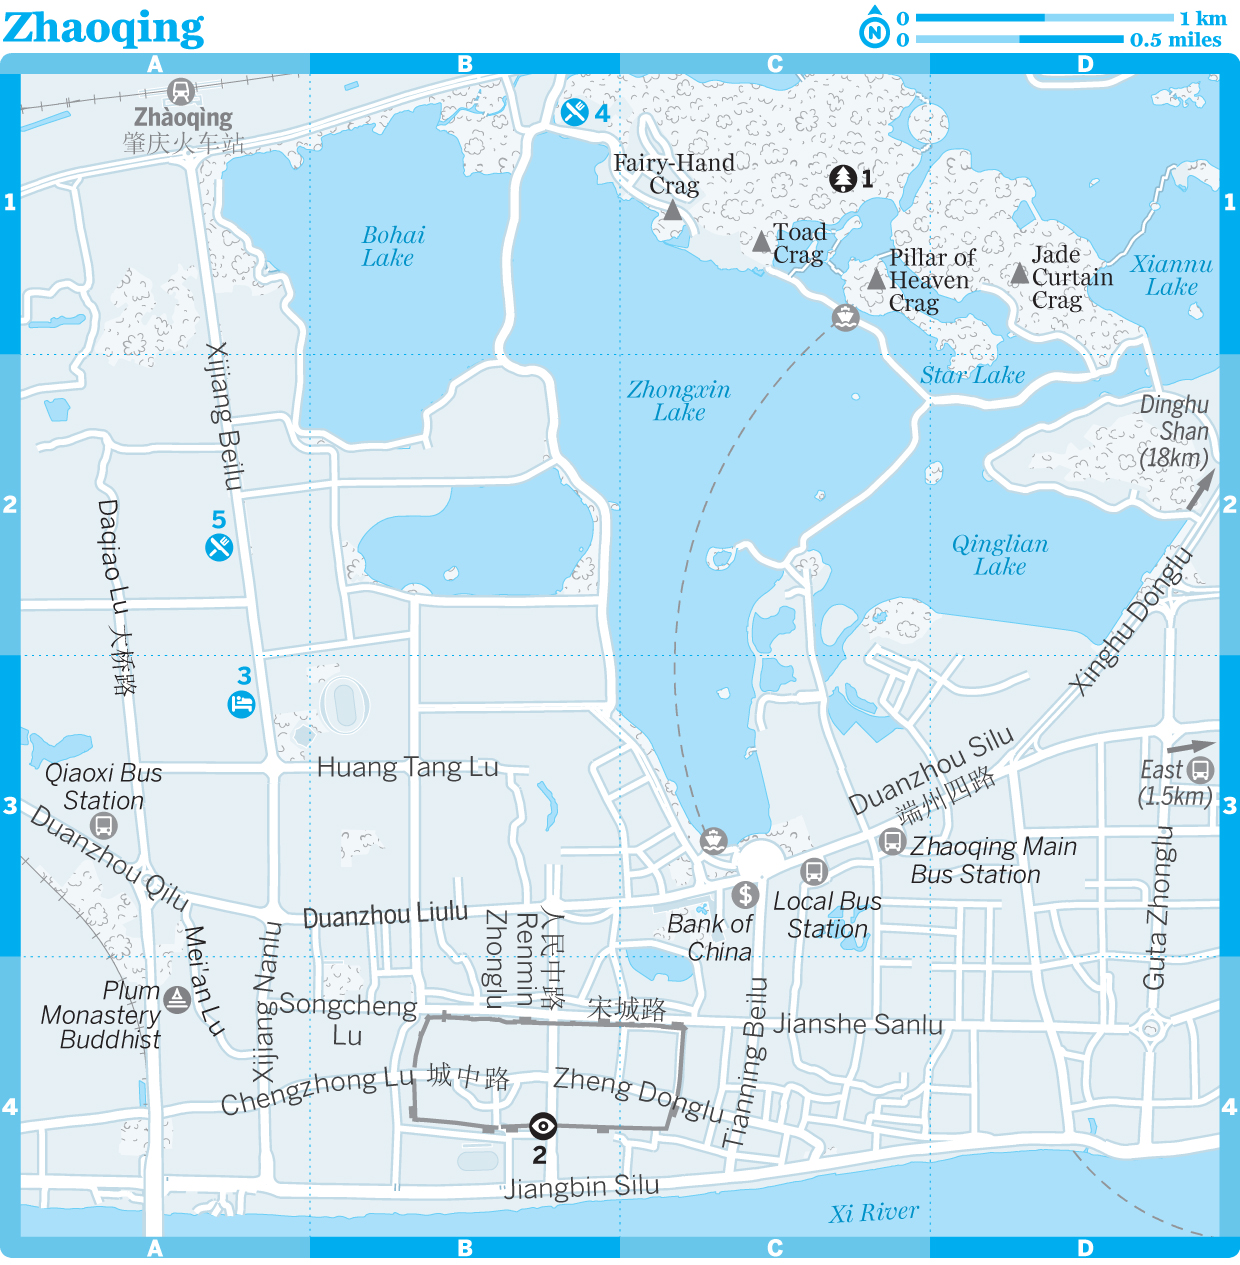 Zhaoqing
N
0
1 km
0
0.5 miles
A
B
C
D
Zhàoqìng
肇庆火车站
4
Fairy-Hand
Crag
1
1
1
Bohai
Lake
Toad
Crag
Pillar of
Heaven
Crag
Jade
Curtain
Crag
Xiannu
Lake
Xijiang Beilu
Zhongxin
Lake
Star Lake
Dinghu
Shan
(18km)
2
2
Daqiao Lu 大桥路
5
Qinglian
Lake
Xinghu Donglu
3
Qiaoxi Bus
Station
Huang Tang Lu
Duanzhou Silu
端州四路
East
(1.5km)
3
3
Duanzhou Qilu
Zhaoqing Main
Bus Station
Guta Zhonglu
Duanzhou Liulu
$
Bank of
China
Local Bus
Station
Mei'an Lu
Xijiang Nanlu
Renmin
Zhonglu
人民中路
Plum
Monastery
Buddhist
Songcheng
Lu
宋城路
Jianshe Sanlu
Tianning Beilu
Chengzhong Lu
城中路
Zheng Donglu
4
4
2
Jiangbin Silu
Xi River
A
B
C
D